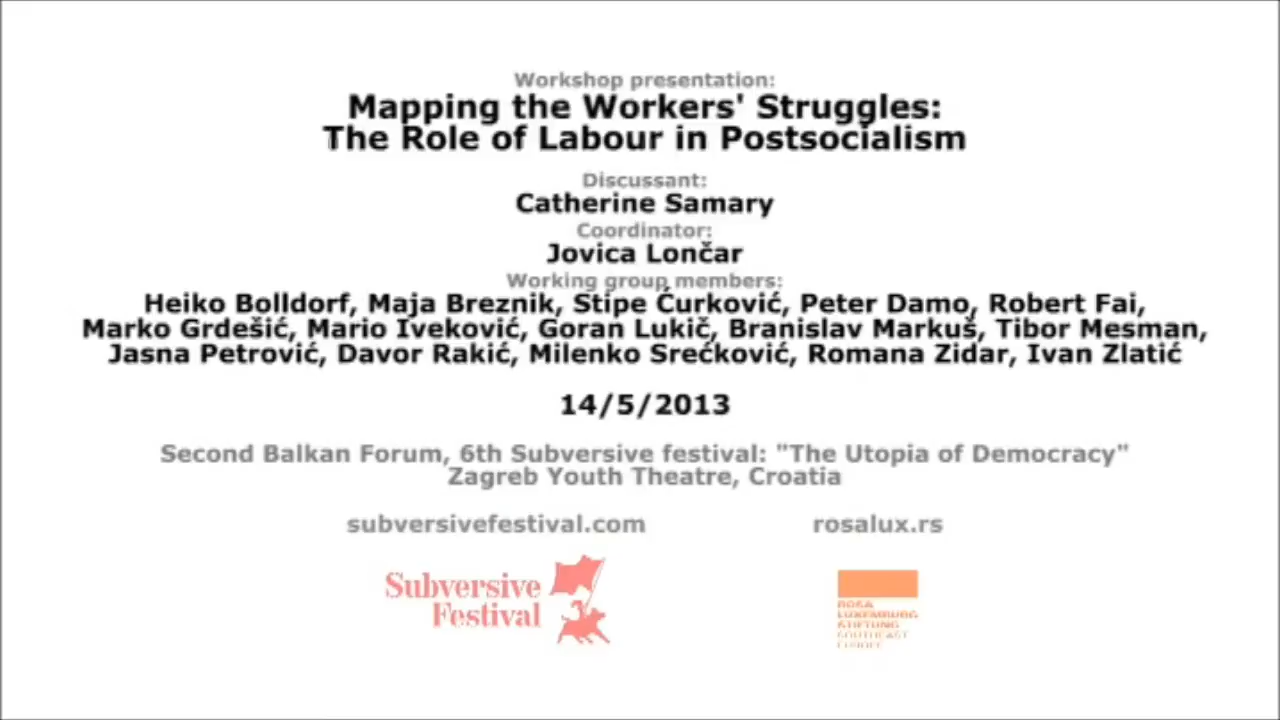 Workshop presentation:
Mapping the Workers' Struggles:
The Role of Labour in Postsocialism
Discussant:
Catherine Samary
Coordinator:
Jovica Lončar
Working group members:
Heiko Bolldorf, Maja Breznik, Stipe Ćurković, Peter Damo, Robert Fai,
Marko Grdešić, Mario Iveković, Goran Lukič, Branislav Markuš, Tibor Mesman,
Jasna Petrović, Davor Rakić, Milenko Srećković, Romana Zidar, Ivan Zlatić
14/5/2013
Second Balkan Forum, 6th Subversive festival: "The Utopia of Democracy"
Zagreb Youth Theatre, Croatia
subversivefestival.com
rosalux.rs
Subversive
Festival
ROSA
LUXEMBURG
STIFTUNG
SOUTHEAST
EUROPE